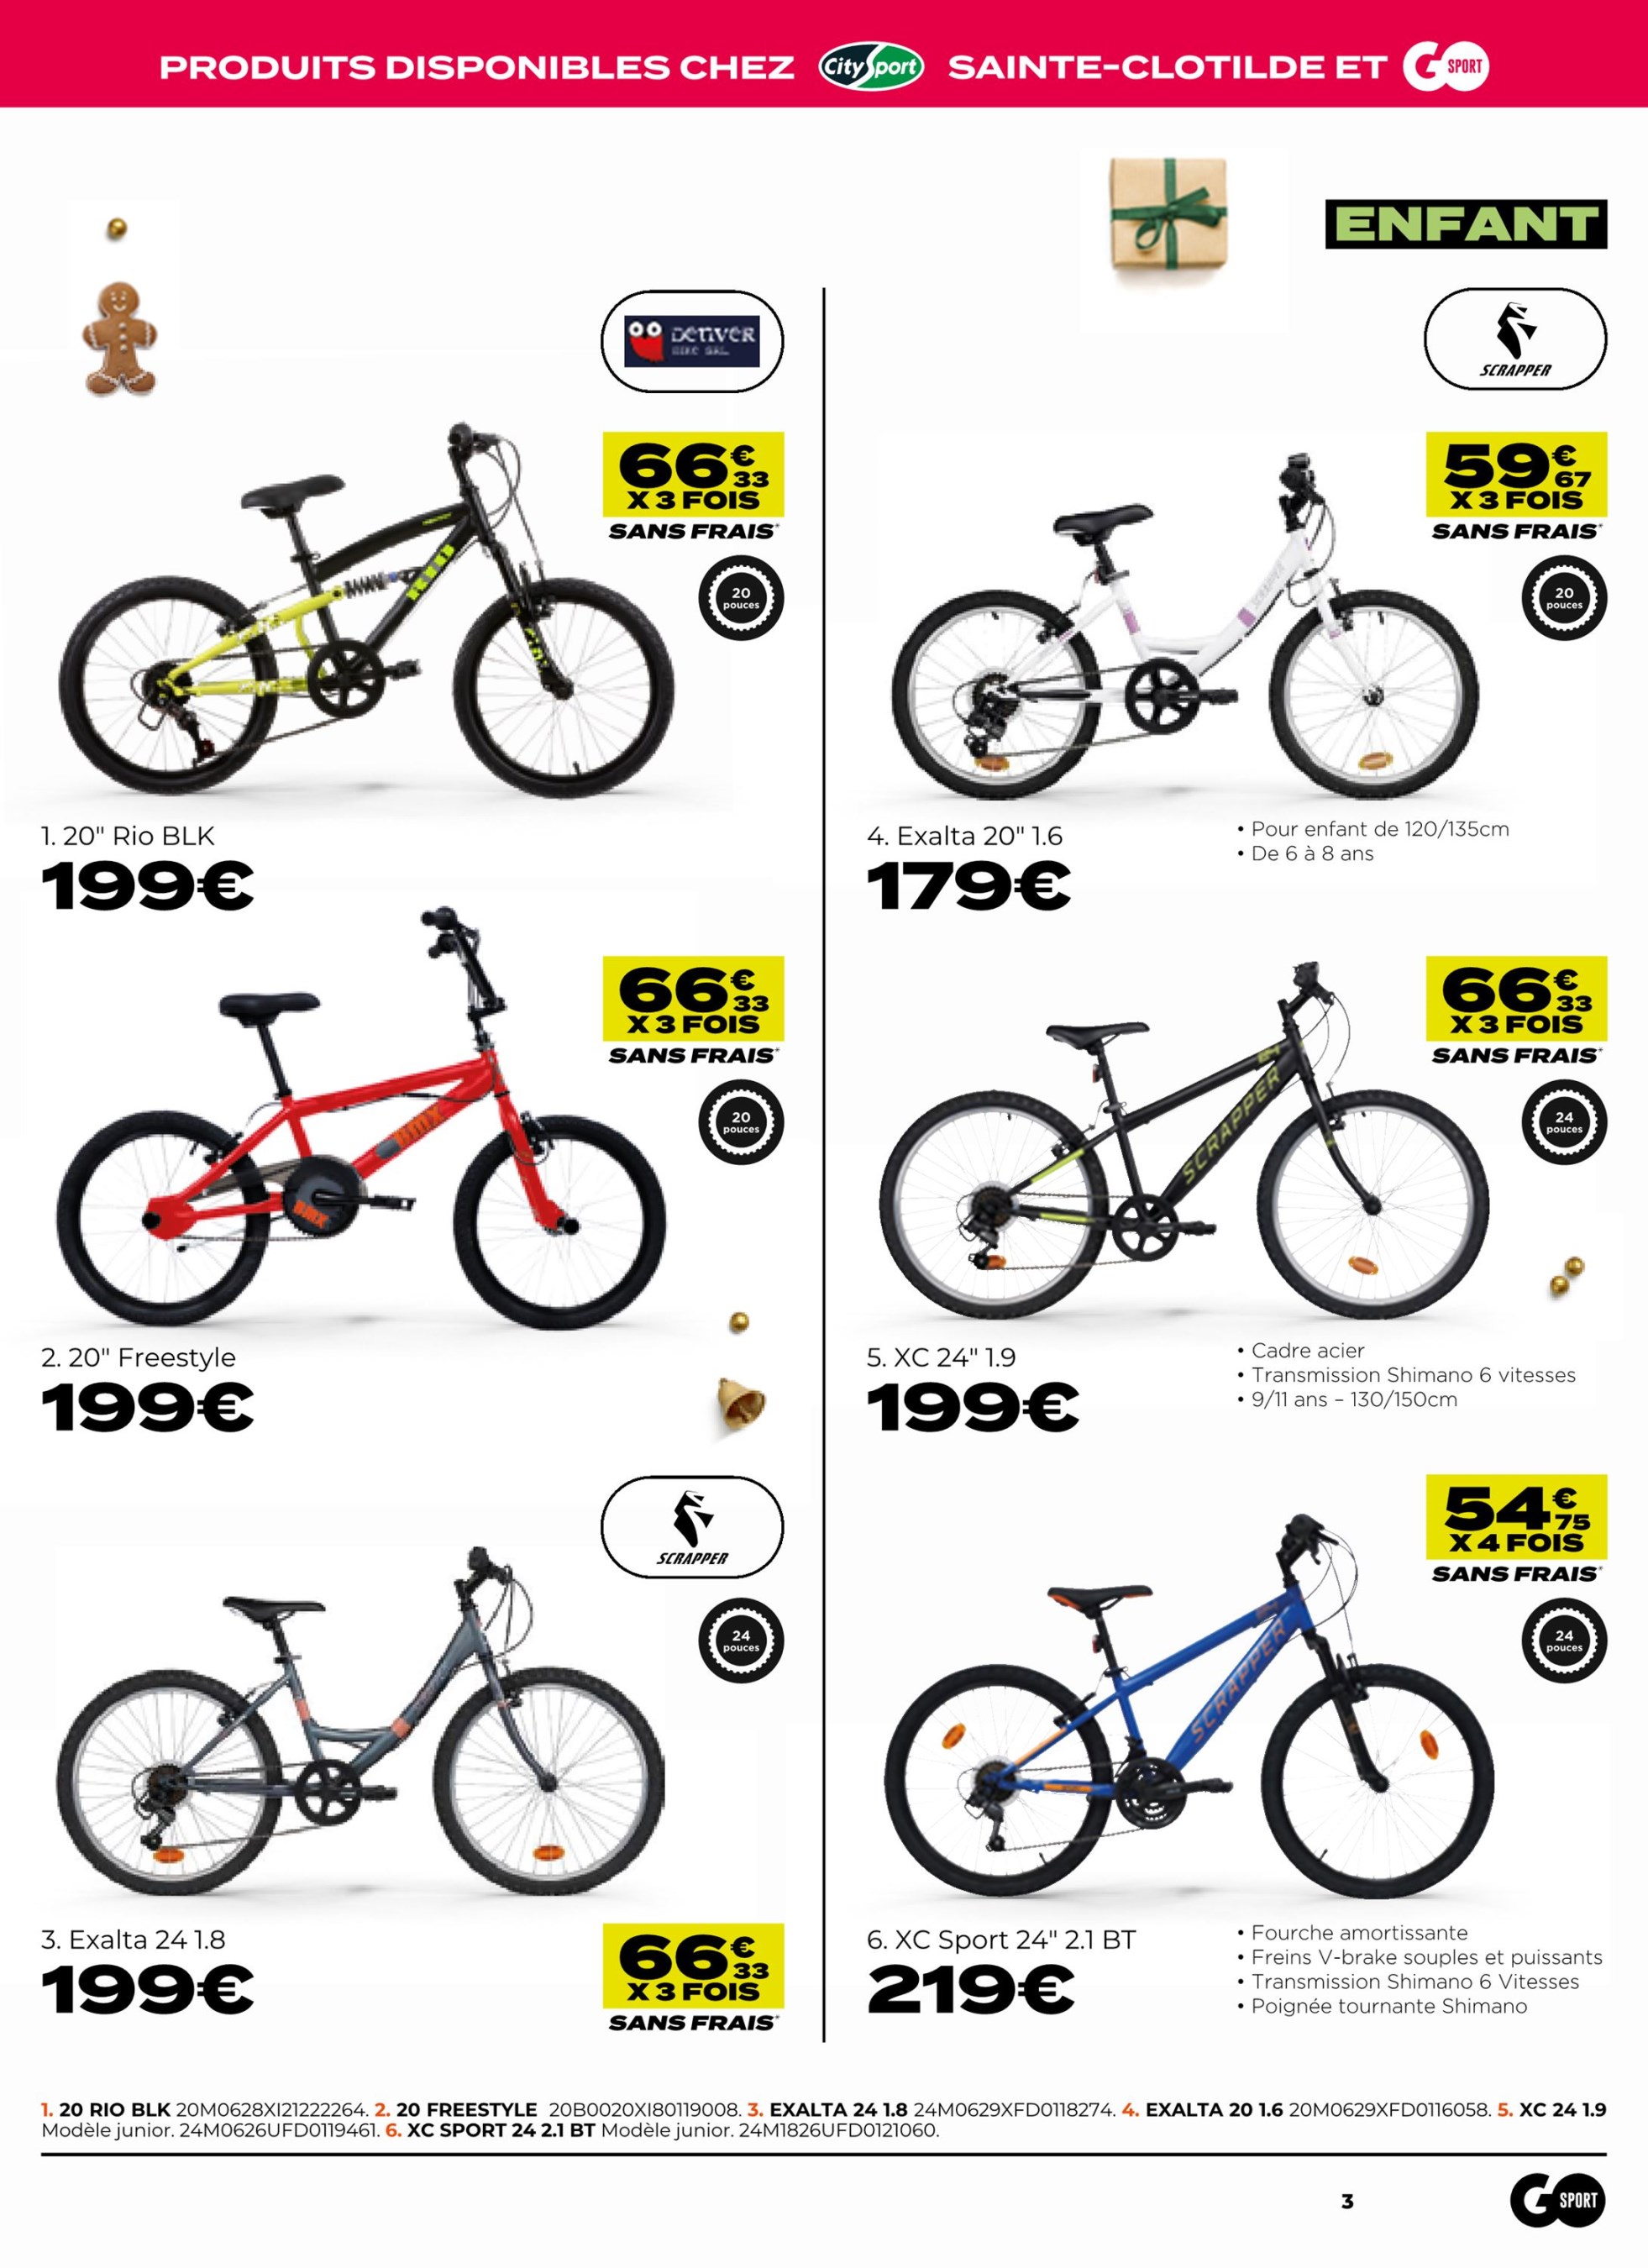 PRODUITS DISPONIBLES CHEZ City Sport SAINTE-CLOTILDE ET GO SPORT
ENFANT
DENVER
BIKE SRL
66€33
X 3 FOIS
SANS FRAIS*
20
pouces
1. 20" Rio BLK
199€
66€33
X 3 FOIS
SANS FRAIS*
20
pouces
BMX
BMX
2. 20" Freestyle
199€
SCRAPPER
24
pouces
3. Exalta 24 1.8
199€
66€33
X 3 FOIS
SANS FRAIS*
SCRAPPER
59€67
X 3 FOIS
SANS FRAIS*
20
pouces
SCRAPPER
4. Exalta 20" 1.6
179€
• Pour enfant de 120/135cm
• De 6 à 8 ans
66€33
X 3 FOIS
SANS FRAIS*
24
pouces
SCRAPPER
5. XC 24" 1.9
199€
• Cadre acier
• Transmission Shimano 6 vitesses
• 9/11 ans – 130/150cm
54€75
X 4 FOIS
SANS FRAIS*
24
pouces
SCRAPPER
6. XC Sport 24" 2.1 BT
219€
• Fourche amortissante
• Freins V-brake souples et puissants
• Transmission Shimano 6 Vitesses
• Poignée tournante Shimano
1. 20 RIO BLK 20M0628XI21222264. 2. 20 FREESTYLE 20B0020XI80119008. 3. EXALTA 24 1.8 24M0629XFD0118274. 4. EXALTA 20 1.6 20M0629XFD0116058. 5. XC 24 1.9
Modèle junior. 24M0626UFD0119461. 6. XC SPORT 24 2.1 BT Modèle junior. 24M1826UFD0121060.
3
GO SPORT